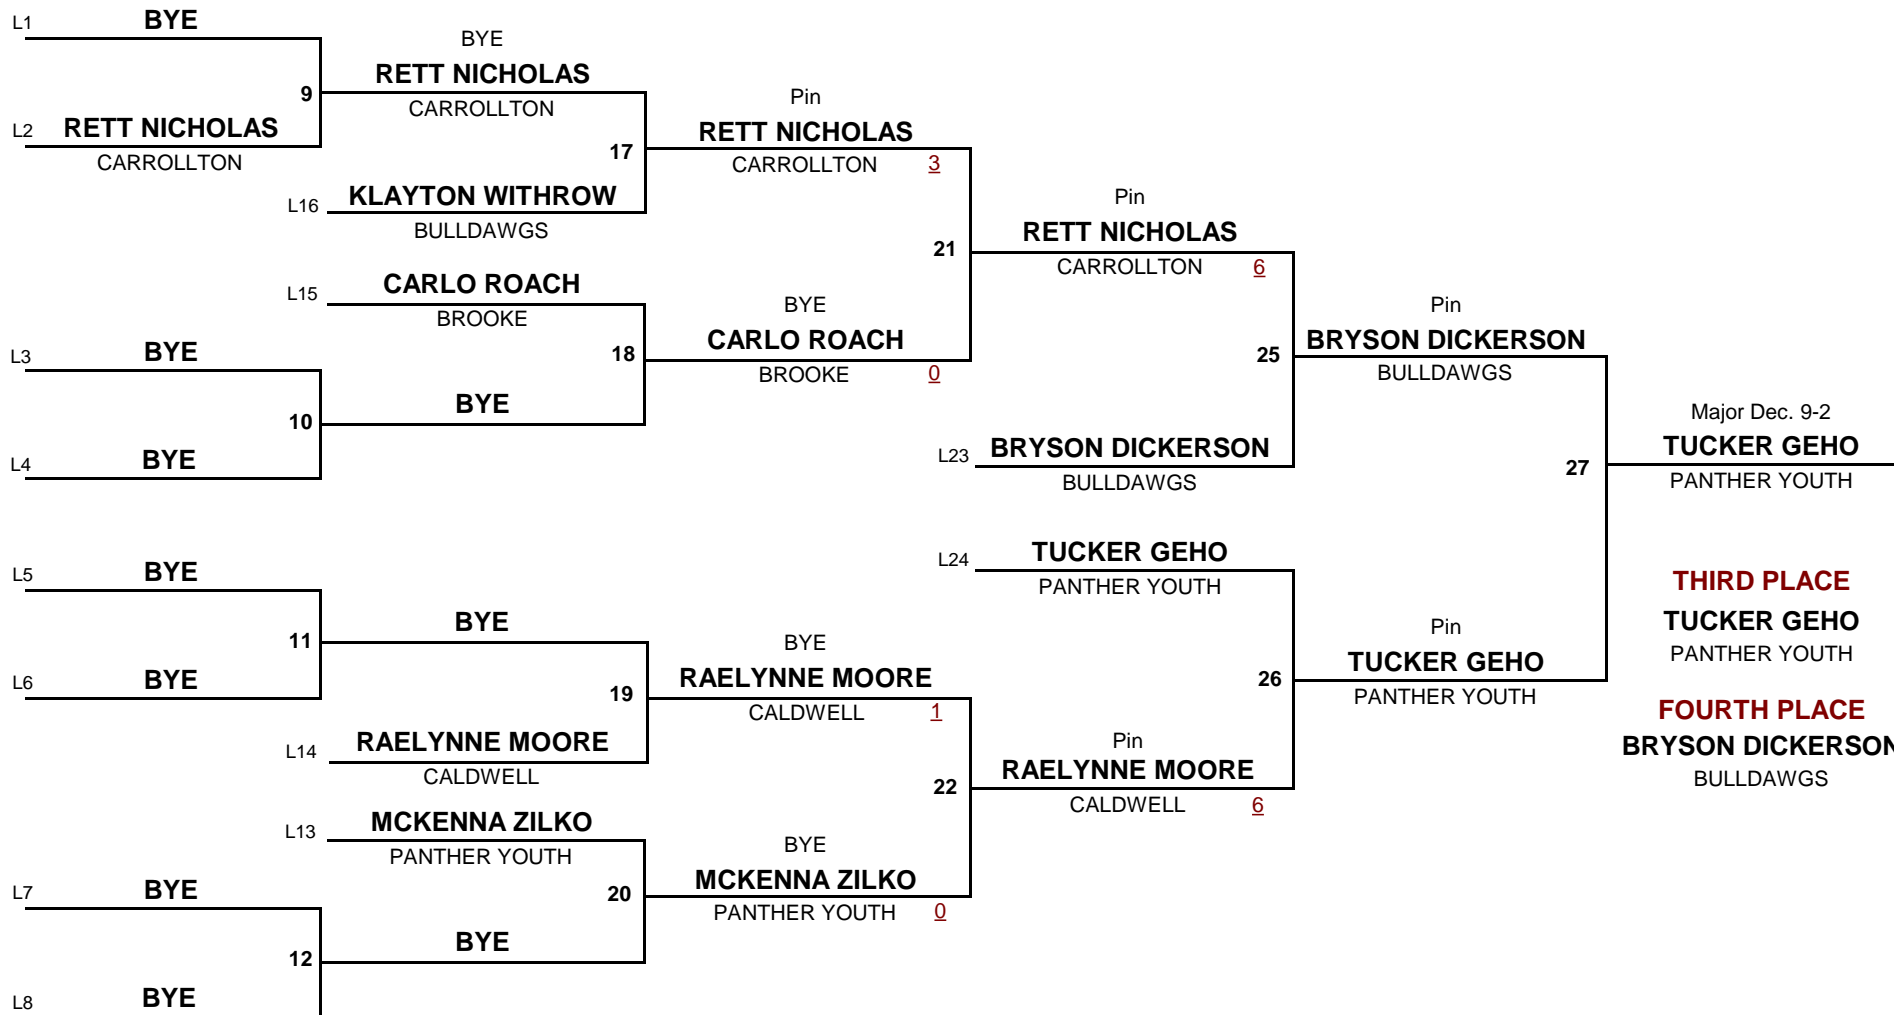 L1 BYE
BYE
RETT NICHOLAS
9
CARROLLTON
L2 RETT NICHOLAS
CARROLLTON
Pin
RETT NICHOLAS
17
CARROLLTON 3
L16 KLAYTON WITHROW
BULLDAWGS
Pin
RETT NICHOLAS
21
CARROLLTON 6
L15 CARLO ROACH
BROOKE
BYE
CARLO ROACH
18
BROOKE 0
L3 BYE
10
BYE
L4 BYE
Pin
BRYSON DICKERSON
25
BULLDAWGS
L23 BRYSON DICKERSON
BULLDAWGS
Major Dec. 9-2
TUCKER GEHO
27
PANTHER YOUTH
L24 TUCKER GEHO
PANTHER YOUTH
L5 BYE
11
BYE
L6 BYE
BYE
RAELYNNE MOORE
19
CALDWELL 1
L14 RAELYNNE MOORE
CALDWELL
Pin
TUCKER GEHO
26
PANTHER YOUTH
THIRD PLACE
TUCKER GEHO
PANTHER YOUTH
FOURTH PLACE
BRYSON DICKERSON
BULLDAWGS
Pin
RAELYNNE MOORE
22
CALDWELL 6
L13 MCKENNA ZILKO
PANTHER YOUTH
BYE
MCKENNA ZILKO
20
PANTHER YOUTH 0
L7 BYE
12
BYE
L8 BYE